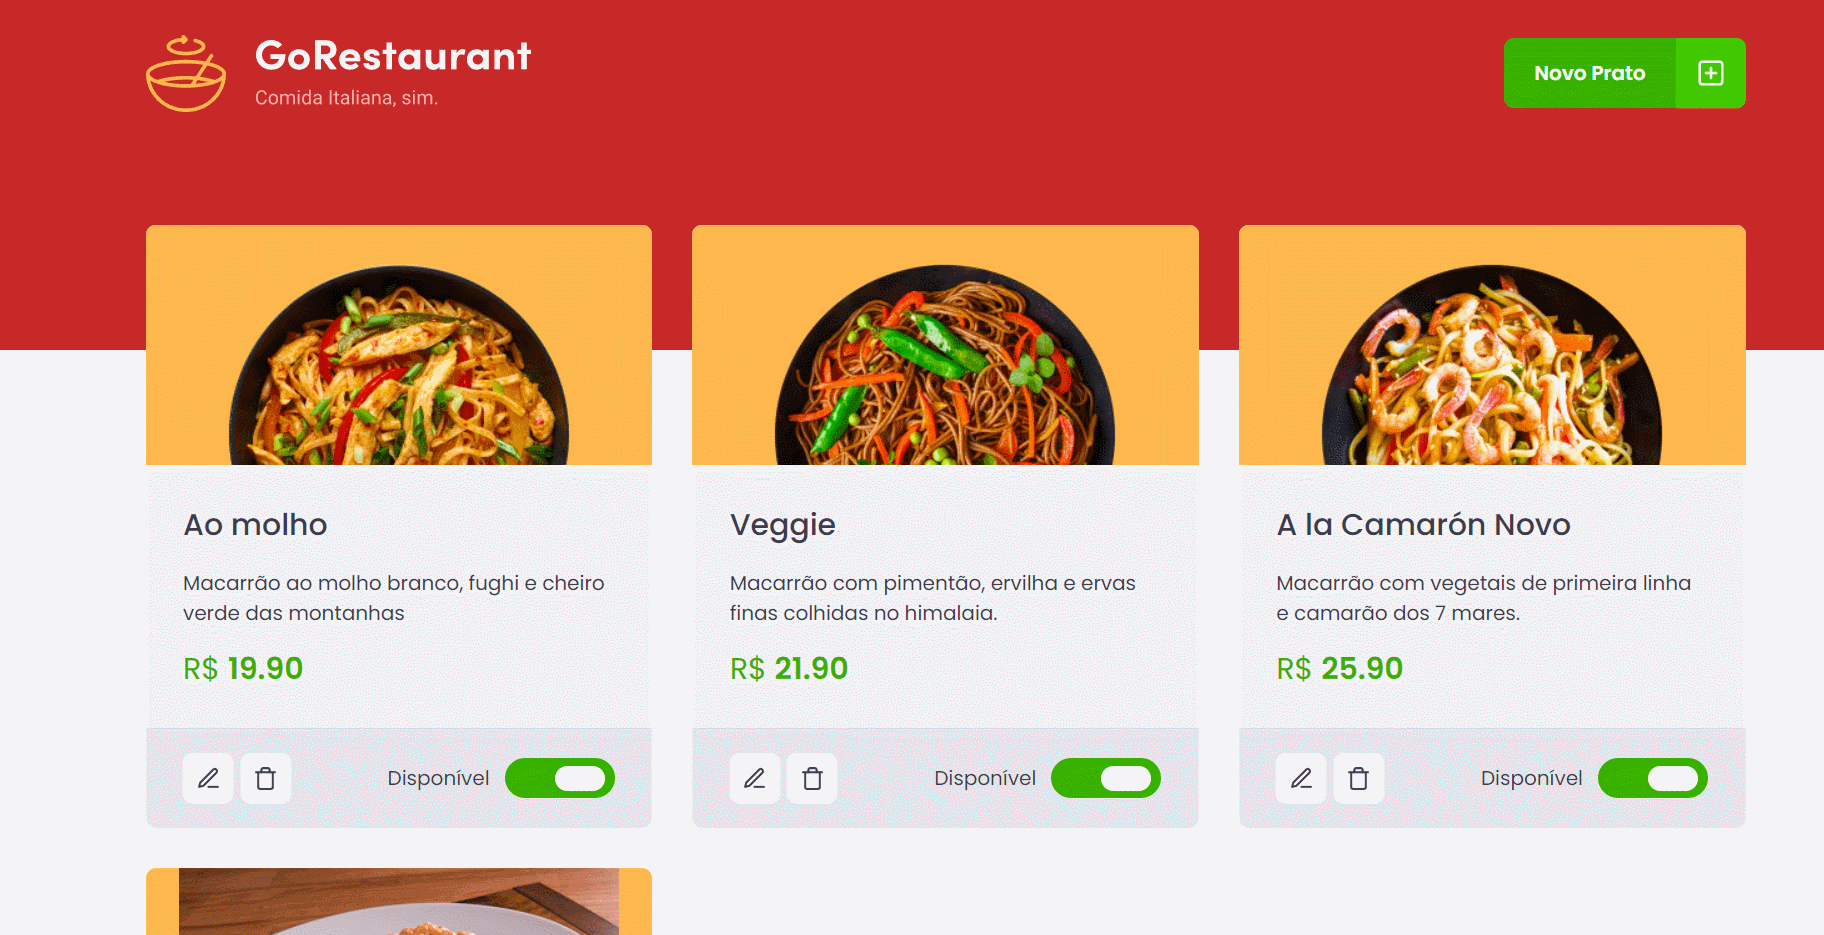 GoRestaurant
Comida Italiana, sim.
Novo Prato
Ao molho
Macarrão ao molho branco, fughi e cheiro
verde das montanhas
R$ 19.90
Disponível
Veggie
Macarrão com pimentão, ervilha e ervas
finas colhidas no himalaia.
R$ 21.90
Disponível
A la Camarón Novo
Macarrão com vegetais de primeira linha
e camarão dos 7 mares.
R$ 25.90
Disponível